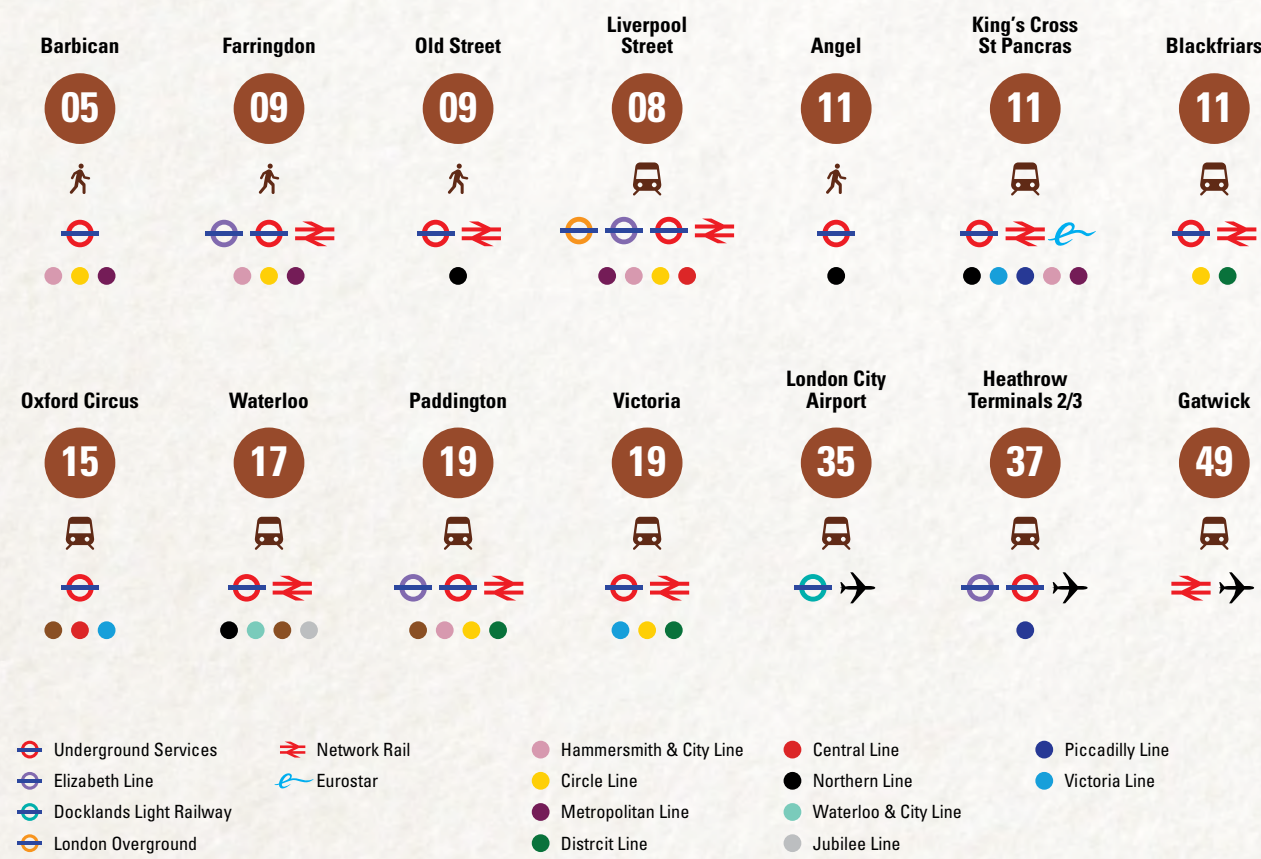 Barbican
Farringdon
Old Street
Liverpool
Street
Angel
King's Cross
St Pancras
Blackfriars
05
09
09
08
11
11
11
Oxford Circus
Waterloo
Paddington
Victoria
London City
Airport
Heathrow
Terminals 2/3
Gatwick
15
17
19
19
35
37
49
Underground Services
Elizabeth Line
Docklands Light Railway
London Overground
Network Rail
Eurostar
Hammersmith & City Line
Circle Line
Metropolitan Line
Distrcit Line
Central Line
Northern Line
Waterloo & City Line
Jubilee Line
Piccadilly Line
Victoria Line